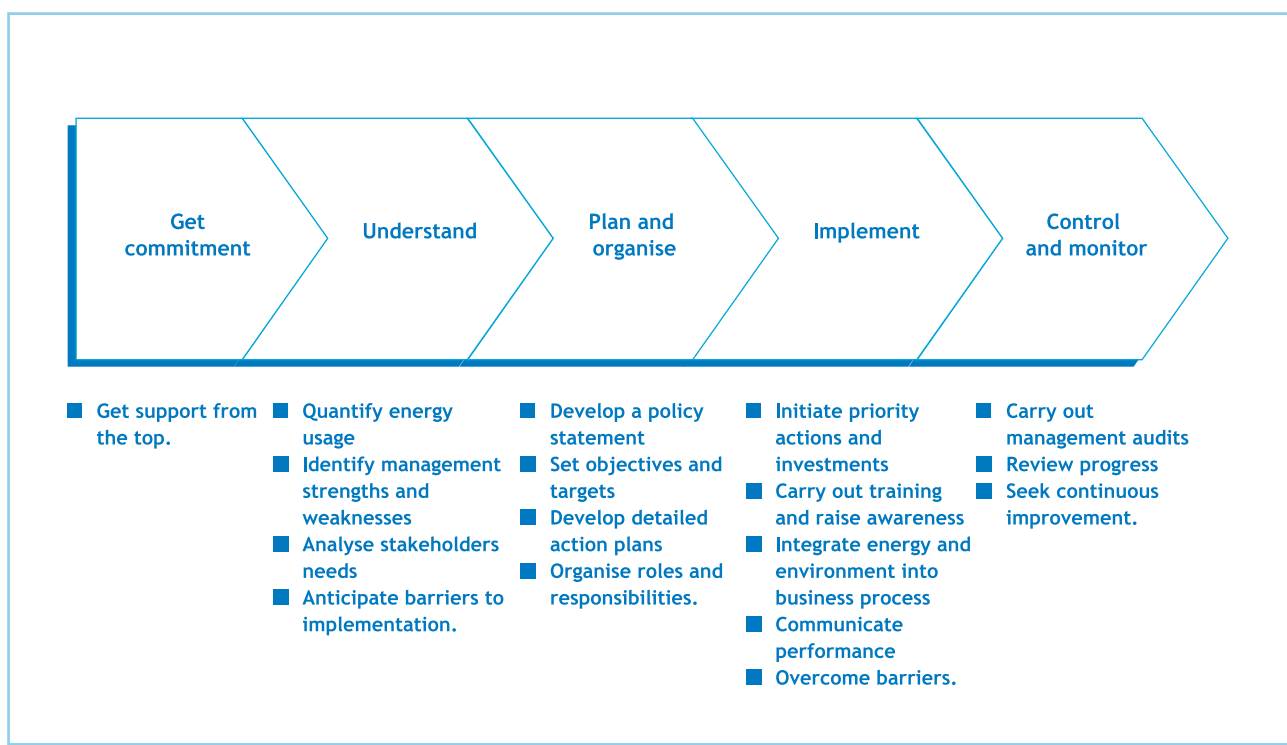 Get
commitment
Understand
Plan and
organise
Implement
Control
and monitor
Get support from
the top.
Quantify energy
usage
Identify management
strengths and
weaknesses
Analyse stakeholders
needs
Anticipate barriers to
implementation.
Develop a policy
statement
Set objectives and
targets
Develop detailed
action plans
Organise roles and
responsibilities.
Initiate priority
actions and
investments
Carry out training
and raise awareness
Integrate energy and
environment into
business process
Communicate
performance
Overcome barriers.
Carry out
management audits
Review progress
Seek continuous
improvement.